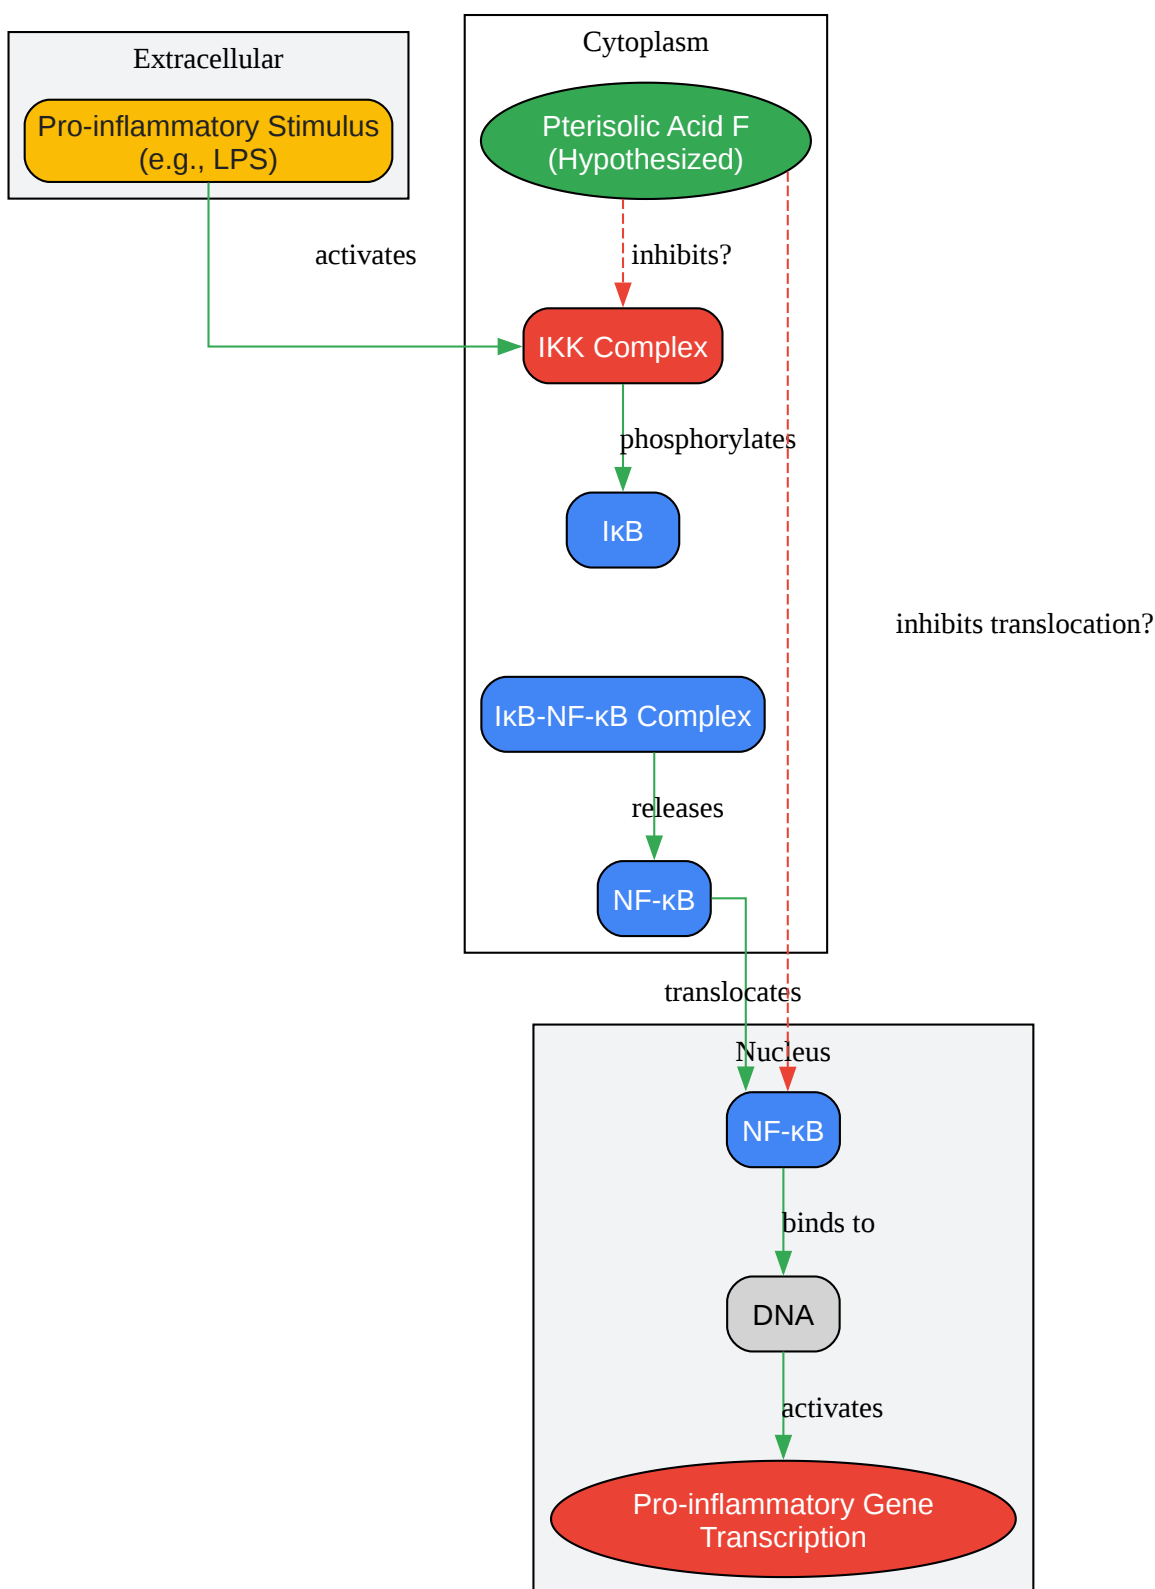 Extracellular
Cytoplasm
Pro-inflammatory Stimulus
(e.g., LPS)
Pterisolic Acid F
(Hypothesized)
activates
inhibits?
IKK Complex
phosphorylates
IκB
inhibits translocation?
IκB-NF-κB Complex
releases
NF-κB
translocates
Nucleus
NF-κB
binds to
DNA
activates
Pro-inflammatory Gene
Transcription